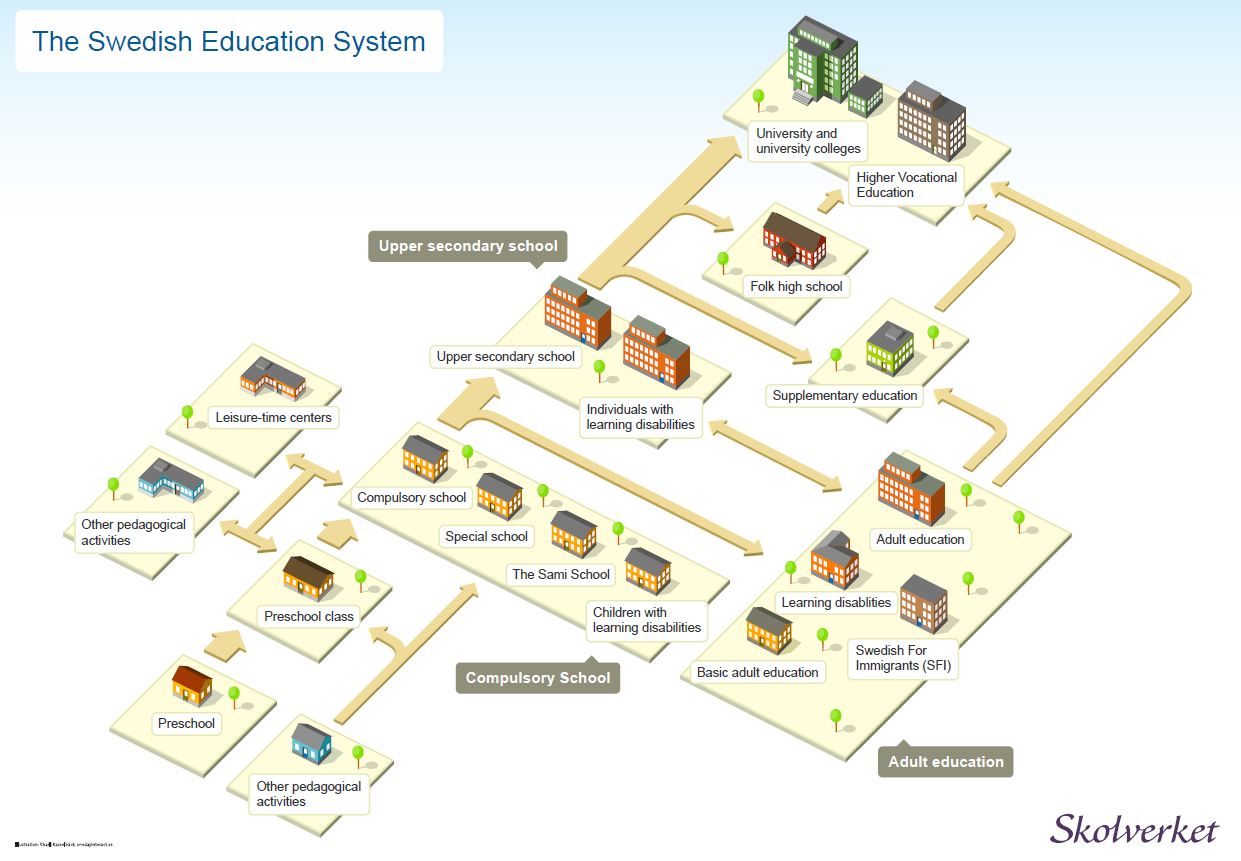 The Swedish Education System
University and
university colleges
Higher Vocational
Education
Upper secondary school
Folk high school
Upper secondary school
Individuals with
learning disabilities
Supplementary education
Leisure-time centers
Other pedagogical
activities
Compulsory school
Special school
The Sami School
Children with
learning disabilities
Compulsory School
Preschool class
Preschool
Other pedagogical
activities
Adult education
Learning disablities
Swedish For
Immigrants (SFI)
Basic adult education
Adult education
Skolverket